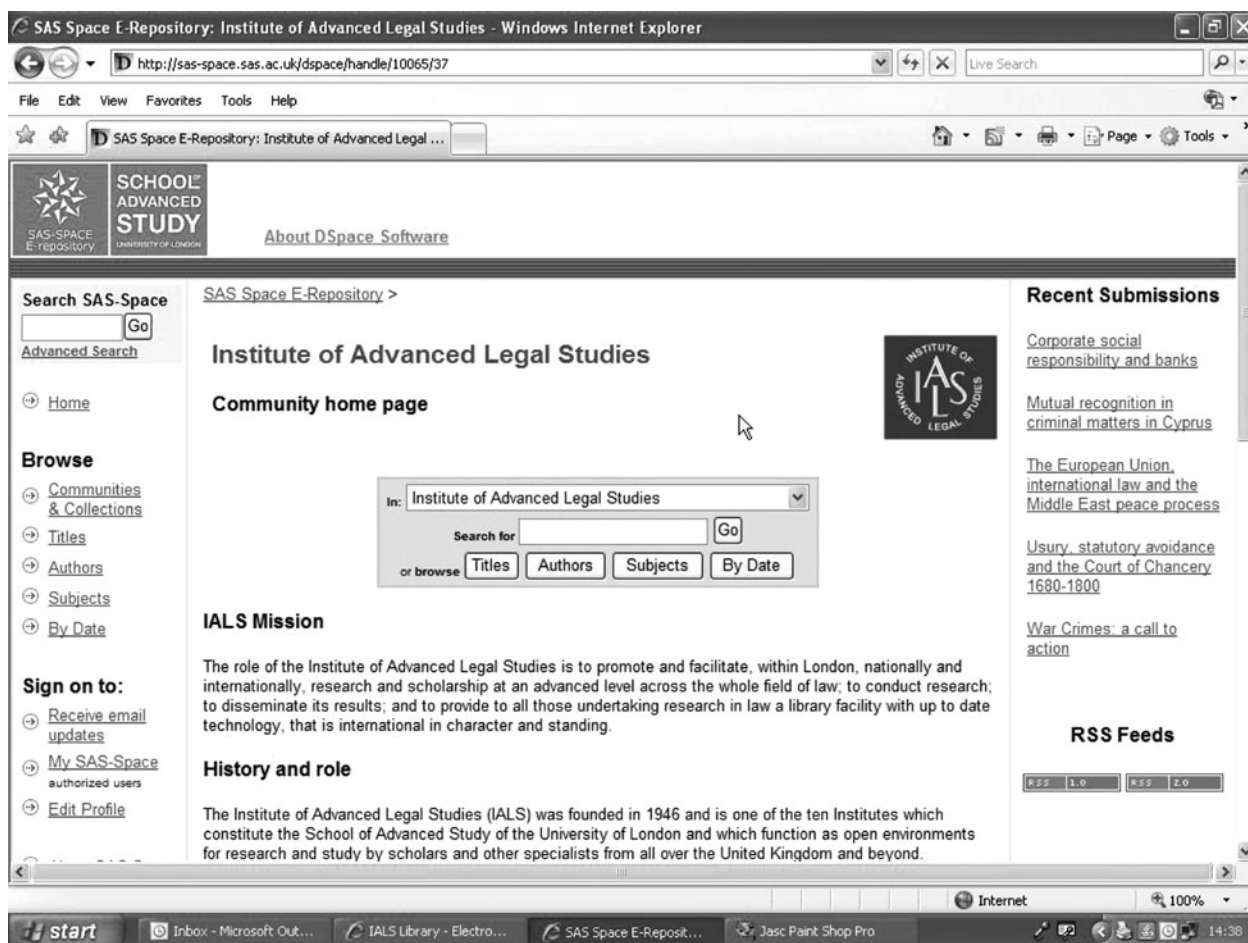 SAS Space E-Repository: Institute of Advanced Legal Studies - Windows Internet Explorer
http://sas-space.sas.ac.uk/dspace/handle/10065/37
Live Search
File Edit View Favorites Tools Help
SAS Space E-Repository: Institute of Advanced Legal ...
Page Tools
SAS-SPACE
E-repository
SCHOOL OF
ADVANCED
STUDY
UNIVERSITY OF LONDON
About DSpace Software
Search SAS-Space
Go
Advanced Search
Home
Browse
Communities
& Collections
Titles
Authors
Subjects
By Date
Sign on to:
Receive email
updates
My SAS-Space
authorized users
Edit Profile
SAS Space E-Repository >
Institute of Advanced Legal Studies
Community home page
INSTITUTE OF
ADVANCED LEGAL STUDIES
IALS
In: Institute of Advanced Legal Studies
Search for Go
or browse Titles Authors Subjects By Date
IALS Mission
The role of the Institute of Advanced Legal Studies is to promote and facilitate, within London, nationally and
internationally, research and scholarship at an advanced level across the whole field of law; to conduct research;
to disseminate its results; and to provide to all those undertaking research in law a library facility with up to date
technology, that is international in character and standing.
History and role
The Institute of Advanced Legal Studies (IALS) was founded in 1946 and is one of the ten Institutes which
constitute the School of Advanced Study of the University of London and which function as open environments
for research and study by scholars and other specialists from all over the United Kingdom and beyond.
Recent Submissions
Corporate social
responsibility and banks
Mutual recognition in
criminal matters in Cyprus
The European Union,
international law and the
Middle East peace process
Usury, statutory avoidance
and the Court of Chancery
1680-1800
War Crimes: a call to
action
RSS Feeds
RSS 1.0 RSS 2.0
Internet 100%
start Inbox - Microsoft Out... IALS Library - Electro... SAS Space E-Reposit... Jasc Paint Shop Pro 14:38